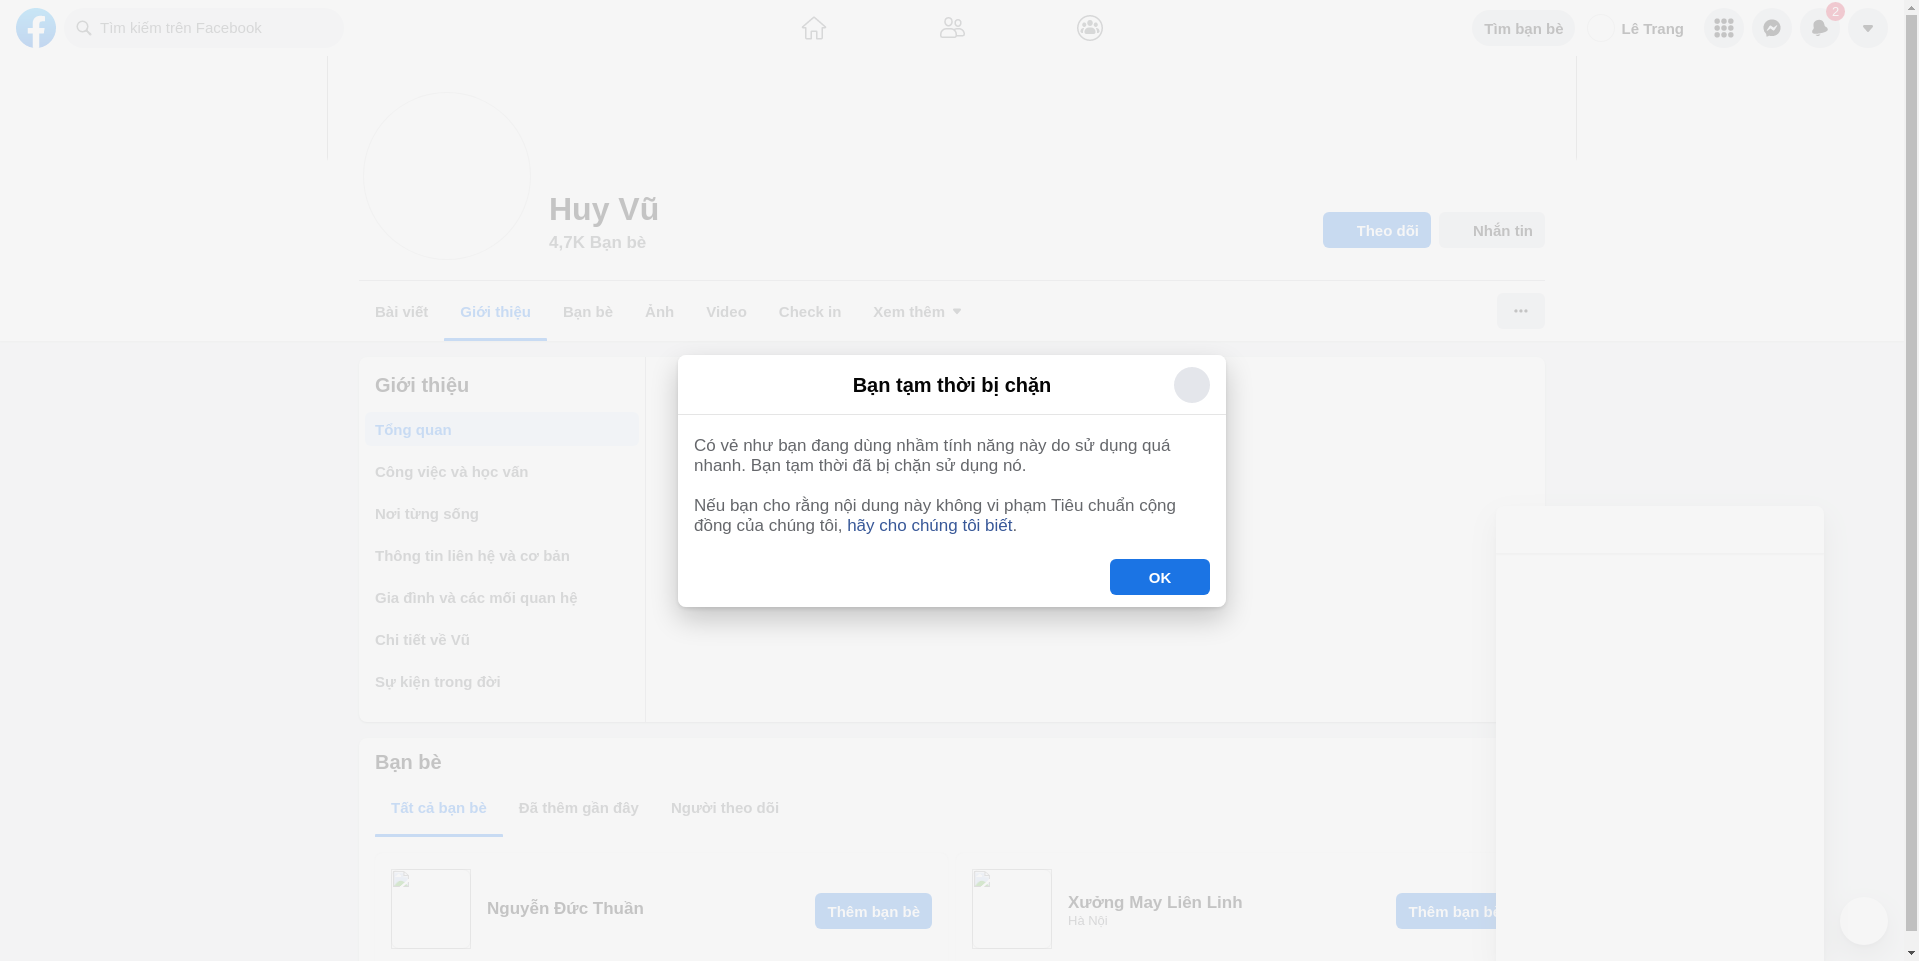 Tìm kiếm trên Facebook
Tìm bạn bè
Lê Trang
2
Huy Vũ
4,7K Bạn bè
Theo dõi
Nhắn tin
Bài viết
Giới thiệu
Bạn bè
Ảnh
Video
Check in
Xem thêm
Giới thiệu
Tổng quan
Công việc và học vấn
Nơi từng sống
Thông tin liên hệ và cơ bản
Gia đình và các mối quan hệ
Chi tiết về Vũ
Sự kiện trong đời
Bạn tạm thời bị chặn
Có vẻ như bạn đang dùng nhầm tính năng này do sử dụng quá
nhanh. Bạn tạm thời đã bị chặn sử dụng nó.
Nếu bạn cho rằng nội dung này không vi phạm Tiêu chuẩn cộng
đồng của chúng tôi, hãy cho chúng tôi biết.
OK
Bạn bè
Tất cả bạn bè
Đã thêm gần đây
Người theo dõi
Nguyễn Đức Thuần
Thêm bạn bè
Xưởng May Liên Linh
Hà Nội
Thêm bạn bè